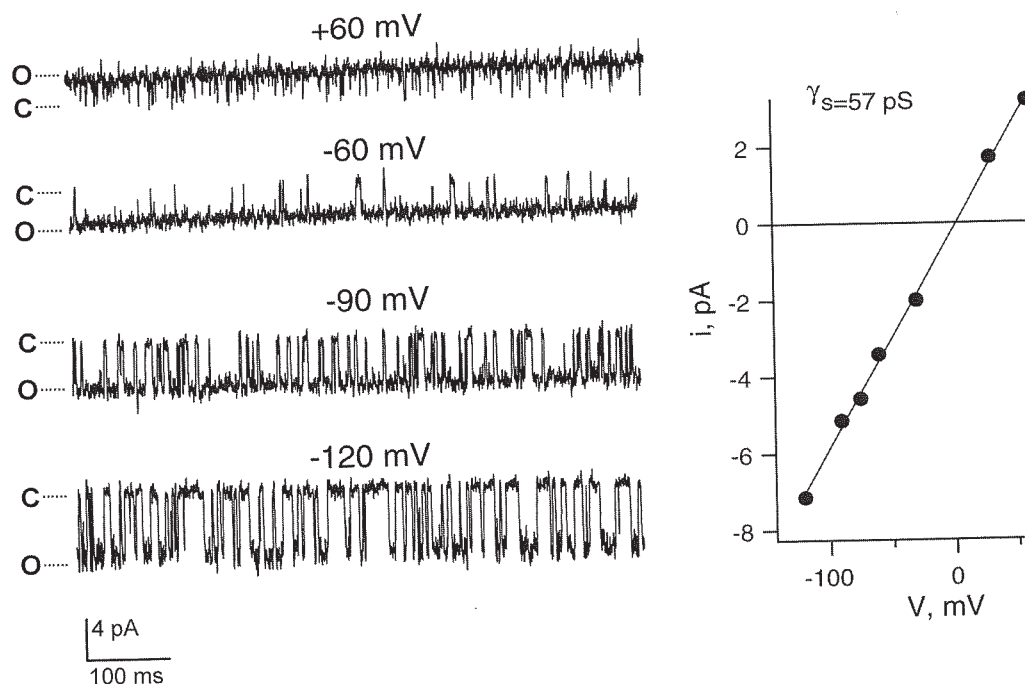 +60 mV
O
C
-60 mV
C
O
-90 mV
C
O
-120 mV
C
O
4 pA
100 ms
γs=57 pS
2
0
-2
-4
-6
-8
i, pA
-100
0
V, mV